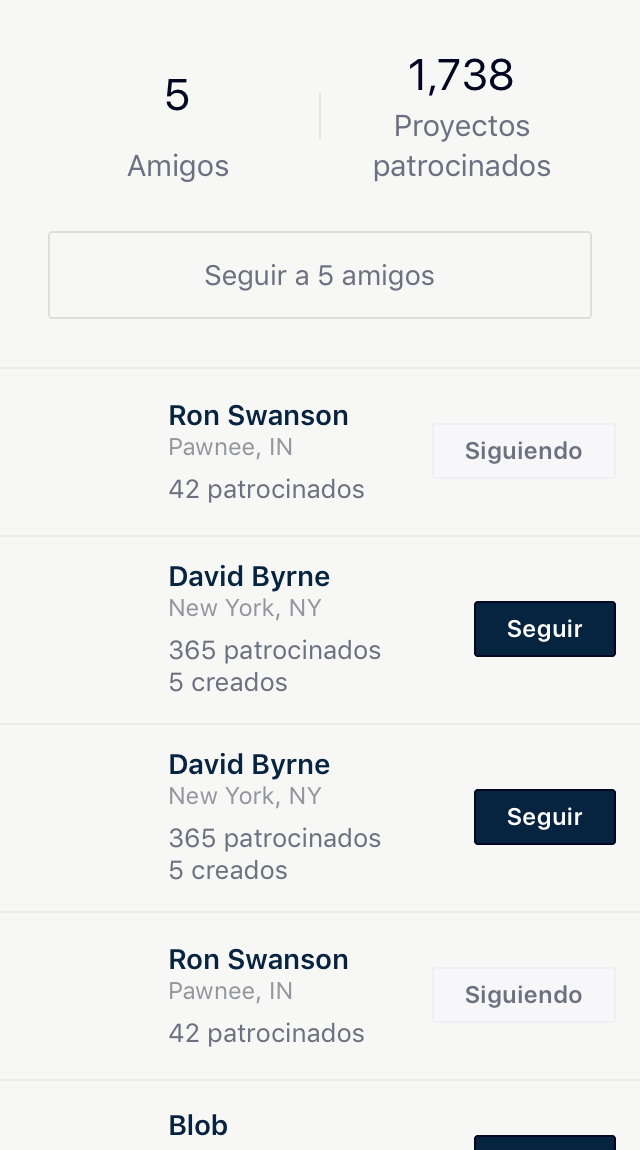 5
Amigos
1,738
Proyectos
patrocinados
Seguir a 5 amigos
Ron Swanson
Pawnee, IN
42 patrocinados
Siguiendo
David Byrne
New York, NY
365 patrocinados
5 creados
Seguir
David Byrne
New York, NY
365 patrocinados
5 creados
Seguir
Ron Swanson
Pawnee, IN
42 patrocinados
Siguiendo
Blob